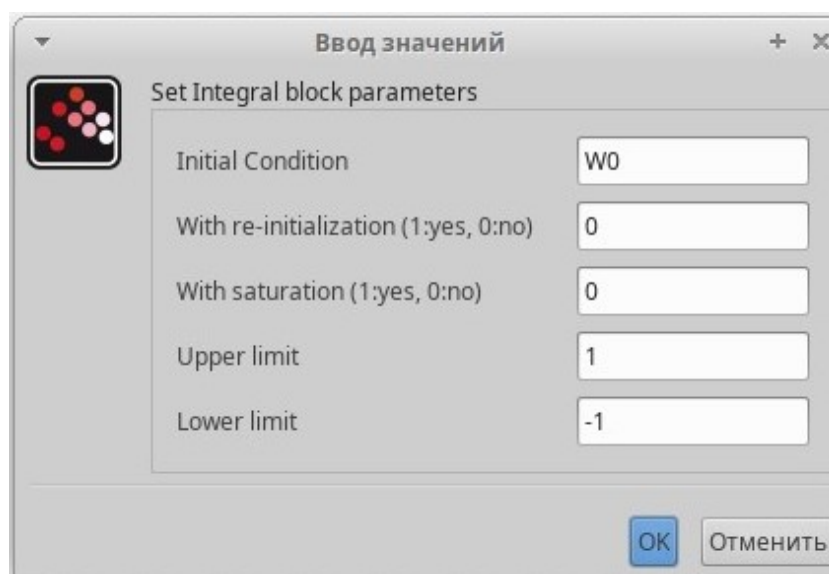 Ввод значений
Set Integral block parameters
Initial Condition W0
With re-initialization (1:yes, 0:no) 0
With saturation (1:yes, 0:no) 0
Upper limit 1
Lower limit -1
OK Отменить